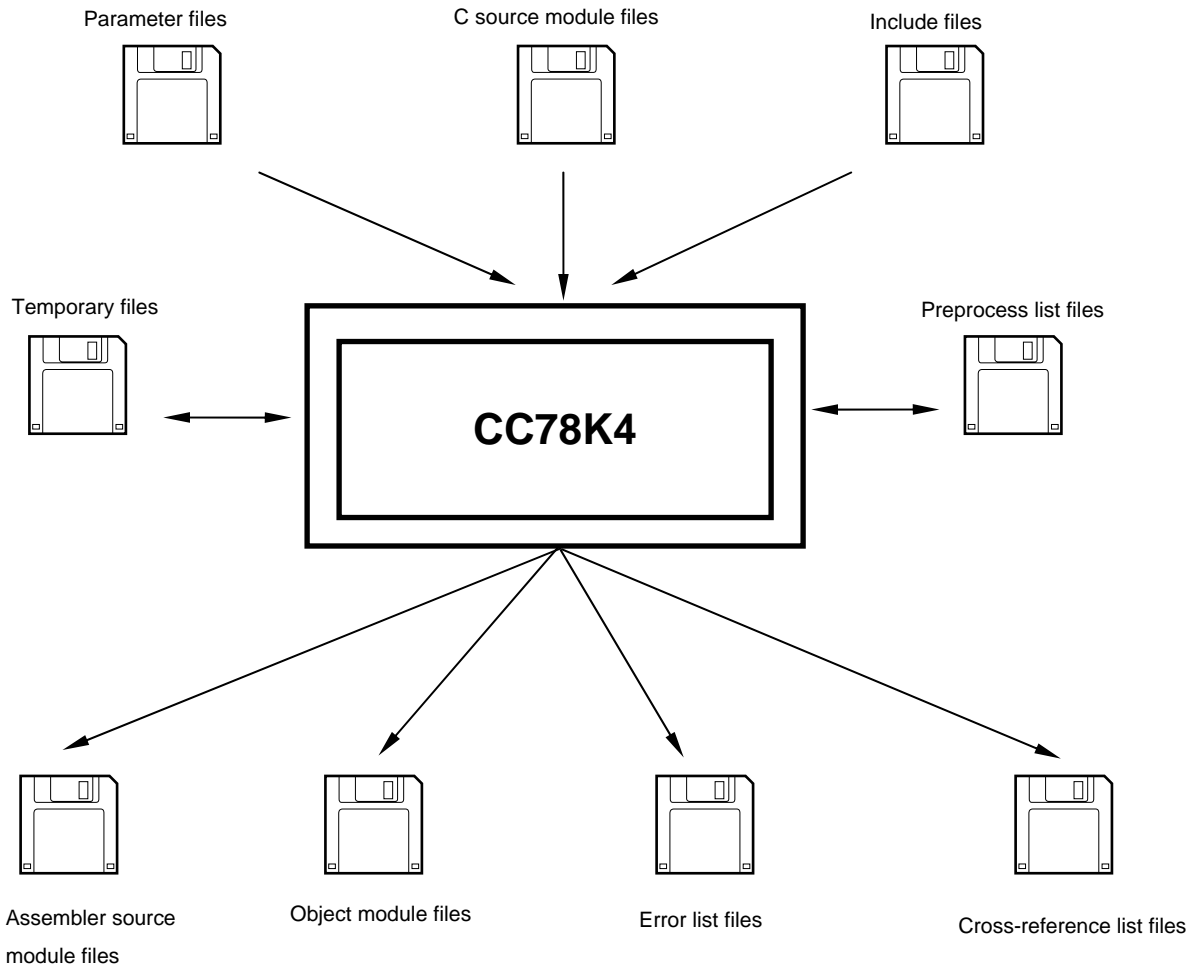 Parameter files
C source module files
Include files
Temporary files
Preprocess list files
CC78K4
Assembler source
module files
Object module files
Error list files
Cross-reference list files